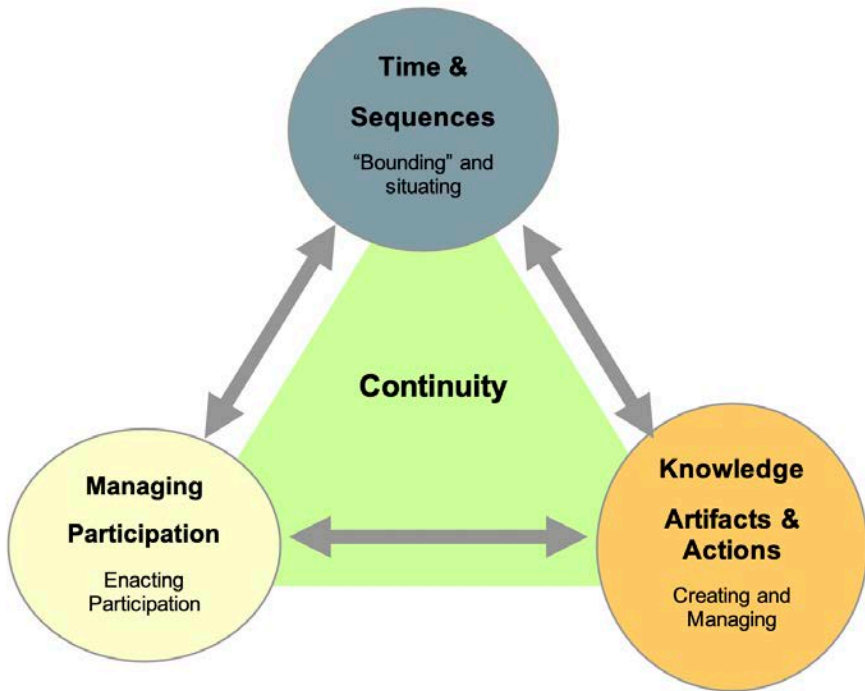 Time &
Sequences
“Bounding” and
situating
Continuity
Managing
Participation
Enacting
Participation
Knowledge
Artifacts &
Actions
Creating and
Managing